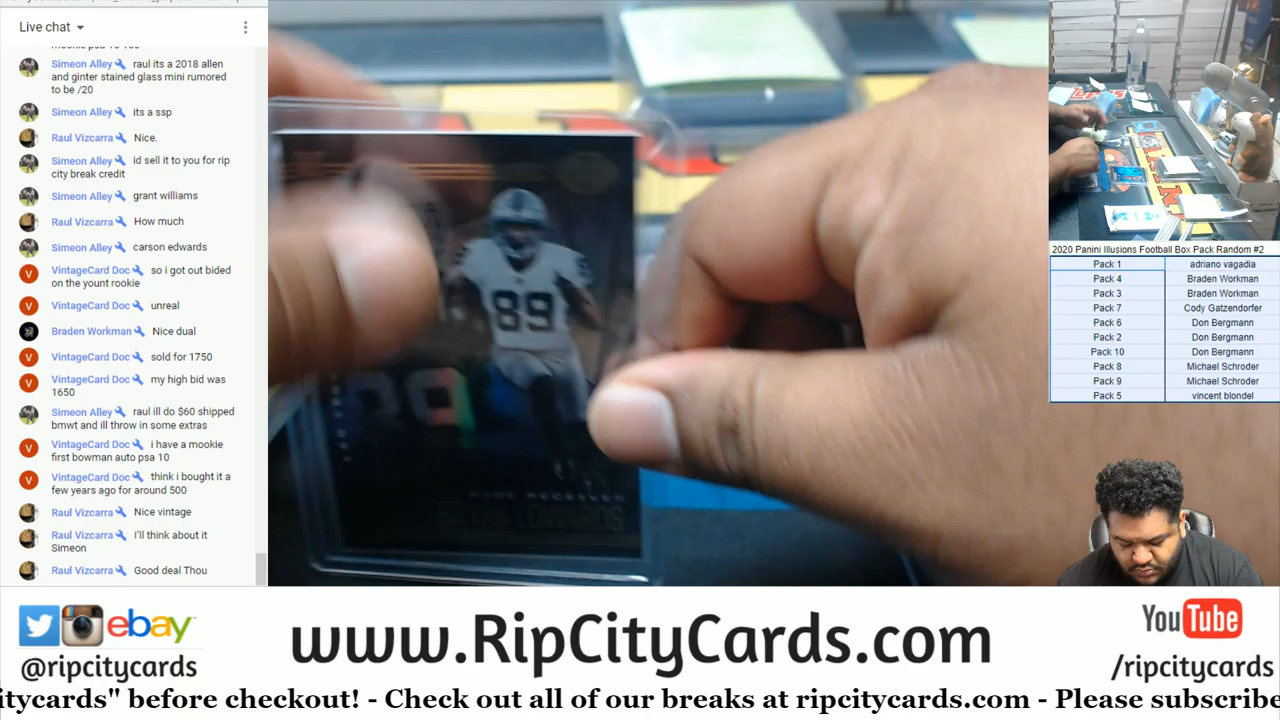 Live chat
Simeon Alley raul its a 2018 allen
and ginter stained glass mini rumored
to be /20
Simeon Alley its a ssp
Raul Vizcarra Nice.
Simeon Alley id sell it to you for rip
city break credit
Simeon Alley grant williams
Raul Vizcarra How much
Simeon Alley carson edwards
V VintageCard Doc so i got out bided
on the yount rookie
V VintageCard Doc unreal
Braden Workman Nice dual
V VintageCard Doc sold for 1750
V VintageCard Doc my high bid was
1650
Simeon Alley raul ill do $60 shipped
bmwt and ill throw in some extras
V VintageCard Doc i have a mookie
first bowman auto psa 10
V VintageCard Doc think i bought it a
few years ago for around 500
Raul Vizcarra Nice vintage
Raul Vizcarra I'll think about it
Simeon
Raul Vizcarra Good deal Thou
89
WIDE RECEIVER
EDWARDS
2020 Panini Illusions Football Box Pack Random #2
Pack 1 adriano vagadia
Pack 4 Braden Workman
Pack 3 Braden Workman
Pack 7 Cody Gatzendorfer
Pack 6 Don Bergmann
Pack 2 Don Bergmann
Pack 10 Don Bergmann
Pack 8 Michael Schroder
Pack 9 Michael Schroder
Pack 5 vincent blondel
ebay
@ripcitycards
www.RipCityCards.com
YouTube
/ripcitycards
itycards" before checkout! - Check out all of our breaks at ripcitycards.com - Please subscribe